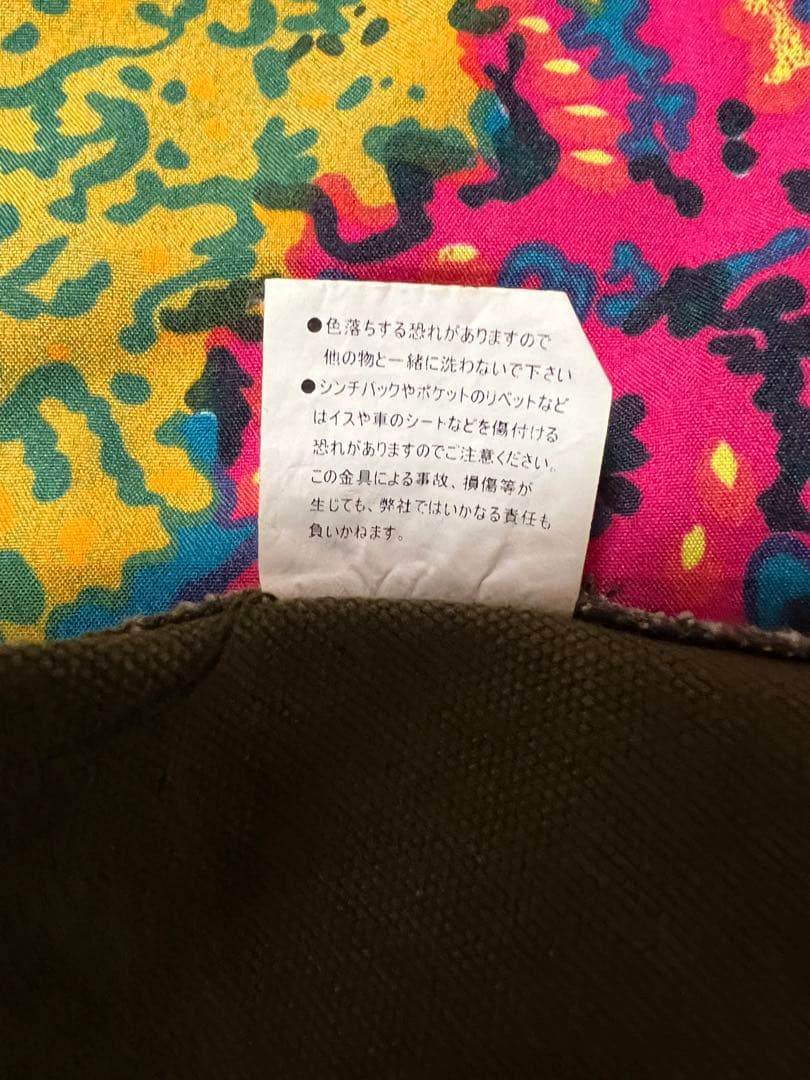 ●色落ちする恐れがありますので
他の物と一緒に洗わないで下さい
●シンチバックやポケットのリベットなど
はイスや車のシートなどを傷付ける
恐れがありますのでご注意ください。
この金具による事故、損傷等が
生じても、弊社ではいかなる責任も
負いかねます。